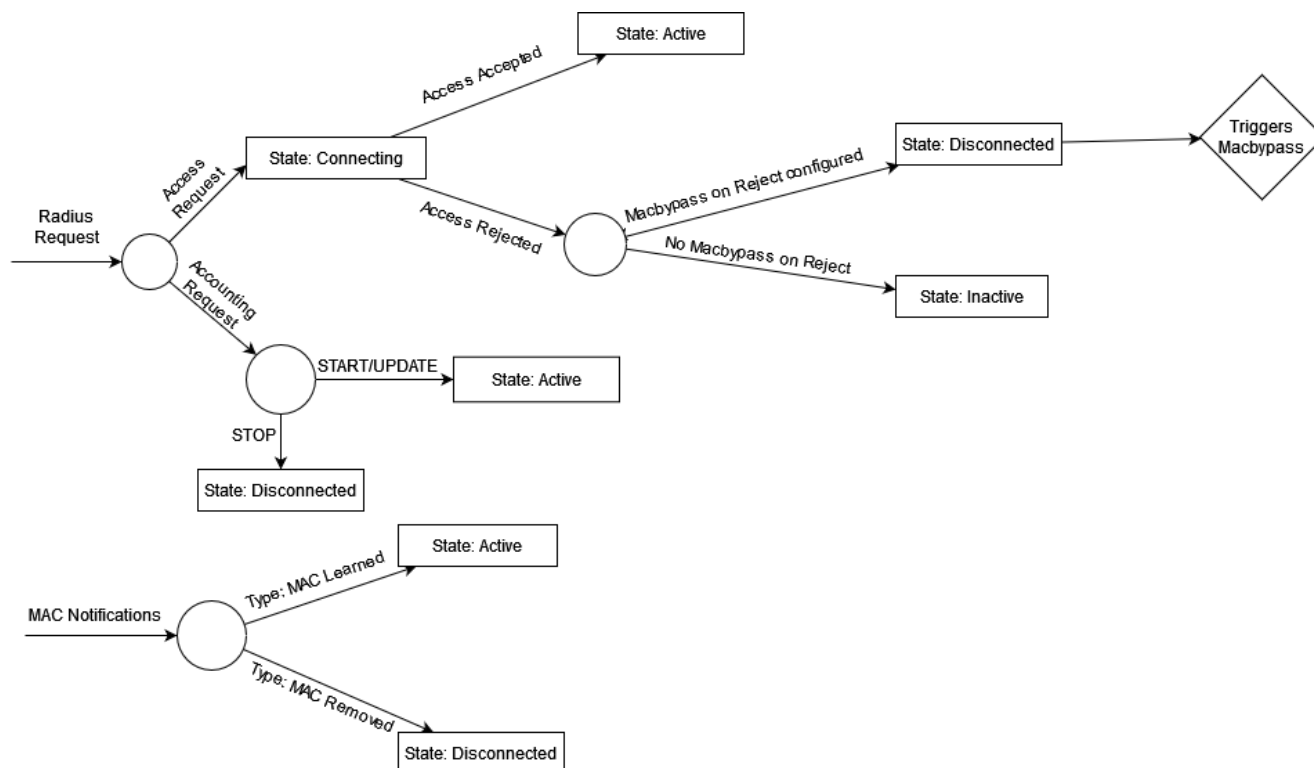 State: Active
Access Accepted
Triggers
Macbypass
State: Connecting
State: Disconnected
Access
Request
Macbypass on Reject configured
Radius
Request
Access Rejected
No Macbypass on Reject
State: Inactive
Accounting
Request
START/UPDATE
State: Active
STOP
State: Disconnected
State: Active
Type: MAC Learned
MAC Notifications
Type: MAC Removed
State: Disconnected